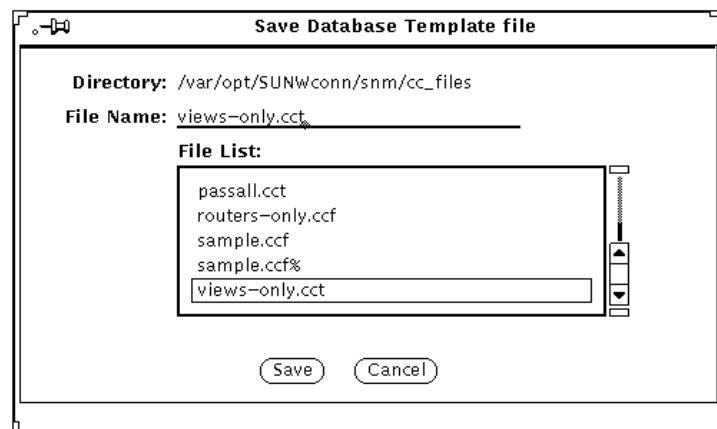 Save Database Template file
Directory: /var/opt/SUNWconn/snm/cc_files
File Name: views-only.cct
File List:
passall.cct
routers-only.ccf
sample.ccf
sample.ccf%
views-only.cct
Save Cancel